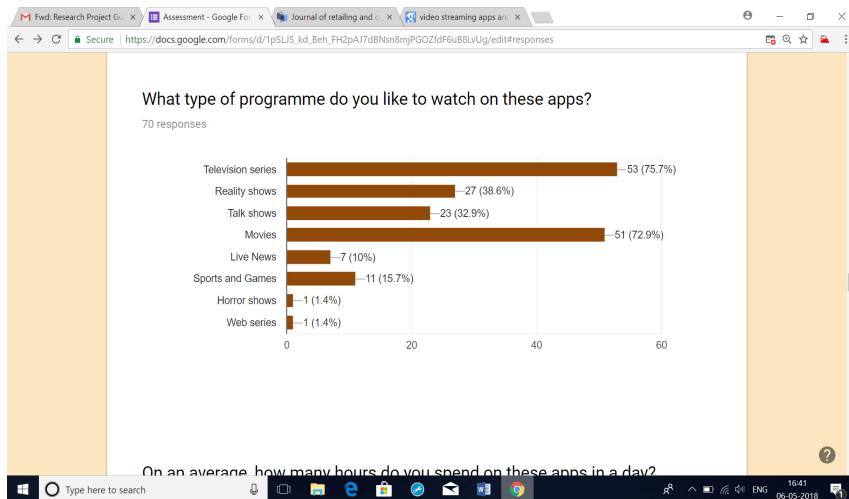 Fwd: Research Project Gu
Assessment - Google For
Journal of retailing and c
video streaming apps an
Secure
https://docs.google.com/forms/d/1pSLJ5_kd_Beh_FH2pAJ7dBNsn8mjPGOZfdF6uB8LvUg/edit#responses
What type of programme do you like to watch on these apps?
70 responses
Television series 53 (75.7%)
Reality shows 27 (38.6%)
Talk shows 23 (32.9%)
Movies 51 (72.9%)
Live News 7 (10%)
Sports and Games 11 (15.7%)
Horror shows 1 (1.4%)
Web series 1 (1.4%)
0 20 40 60
On an average, how many hours do you spend on these apps in a day?
Type here to search
ENG
16:41
06-05-2018